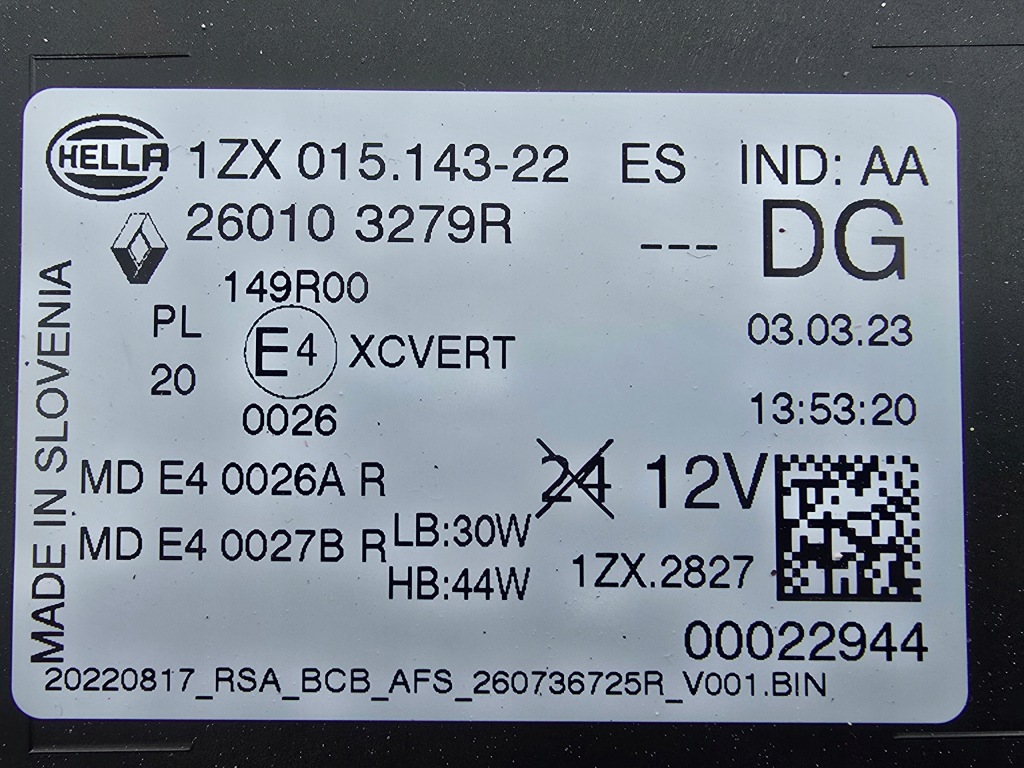 HELLA 1ZX 015.143-22 ES IND: AA
26010 3279R --- DG
149R00
PL E4 XCVERT 03.03.23
20
0026 13:53:20
MD E4 0026A R 24 12V
MD E4 0027B R LB:30W
HB:44W 1ZX.2827
00022944
20220817_RSA_BCB_AFS_260736725R_V001.BIN
MADE IN SLOVENIA